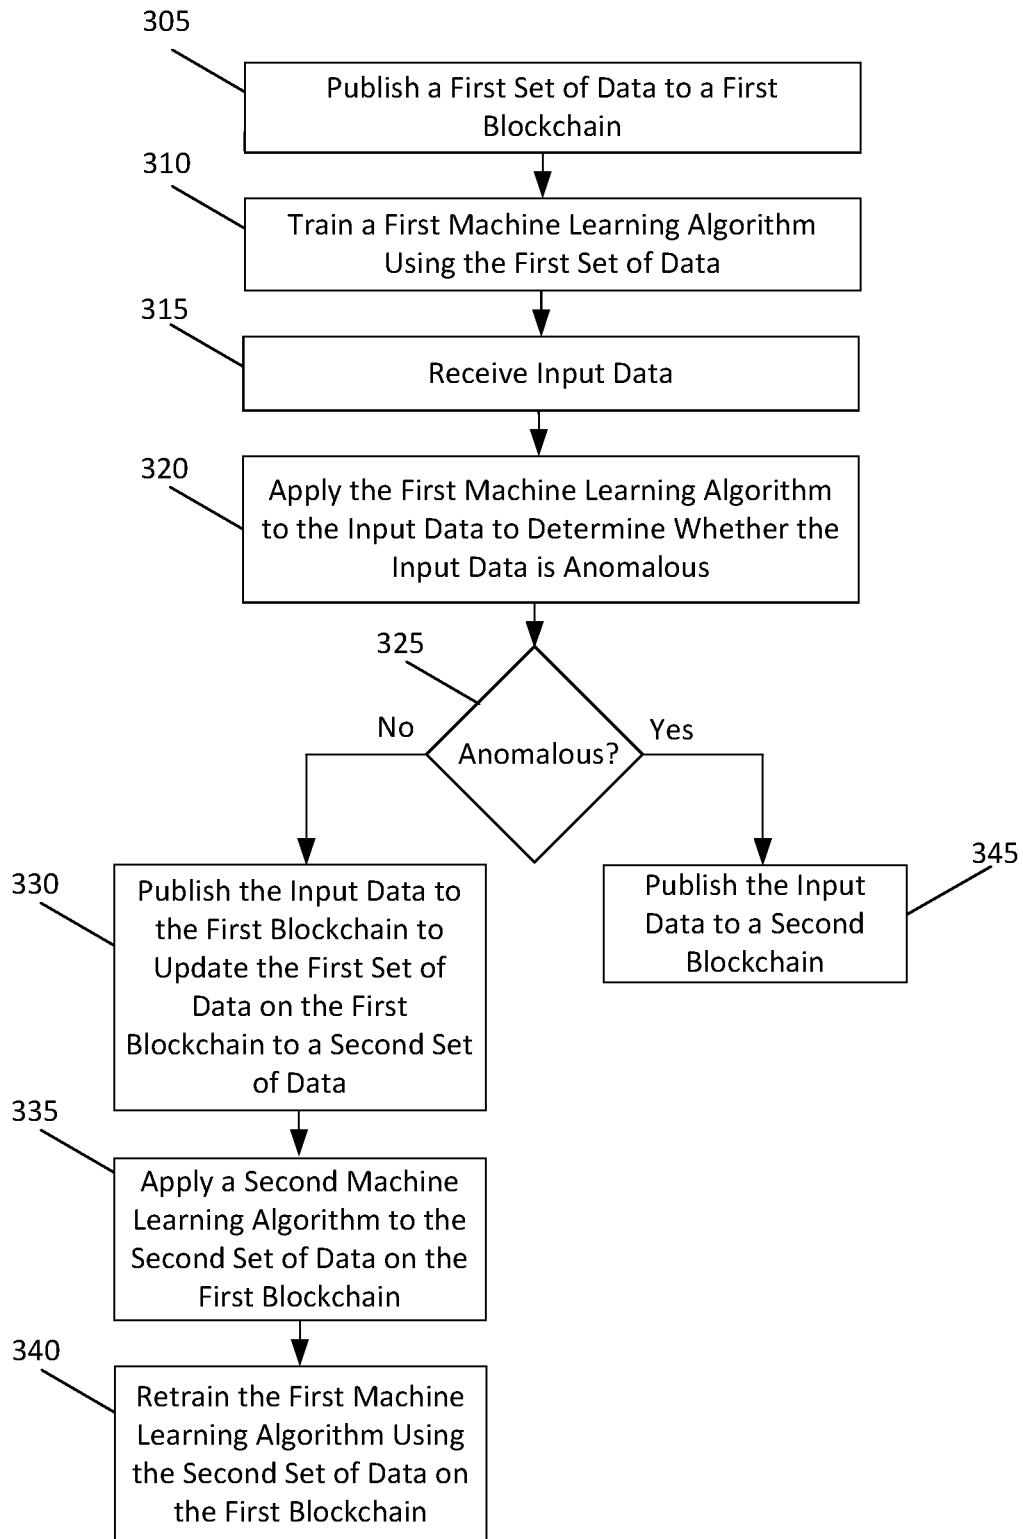 305
Publish a First Set of Data to a First
Blockchain
310
Train a First Machine Learning Algorithm
Using the First Set of Data
315
Receive Input Data
320
Apply the First Machine Learning Algorithm
to the Input Data to Determine Whether the
Input Data is Anomalous
325
No
Anomalous?
Yes
330
Publish the Input Data to
the First Blockchain to
Update the First Set of
Data on the First
Blockchain to a Second Set
of Data
345
Publish the Input
Data to a Second
Blockchain
335
Apply a Second Machine
Learning Algorithm to the
Second Set of Data on the
First Blockchain
340
Retrain the First Machine
Learning Algorithm Using
the Second Set of Data on
the First Blockchain